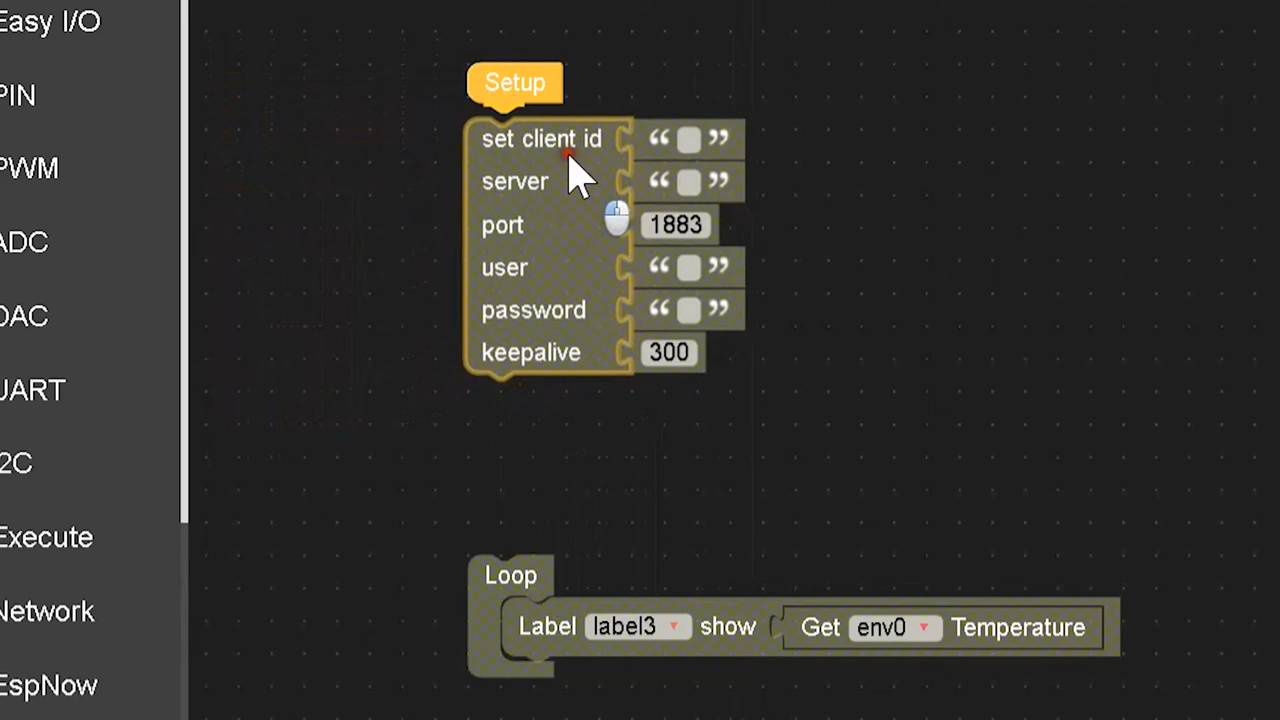 Easy I/O
PIN
PWM
ADC
DAC
UART
I2C
Execute
Network
EspNow
Setup
set client id “ ”
server “ ”
port 1883
user “ ”
password “ ”
keepalive 300
Loop
Label label3 show Get env0 Temperature